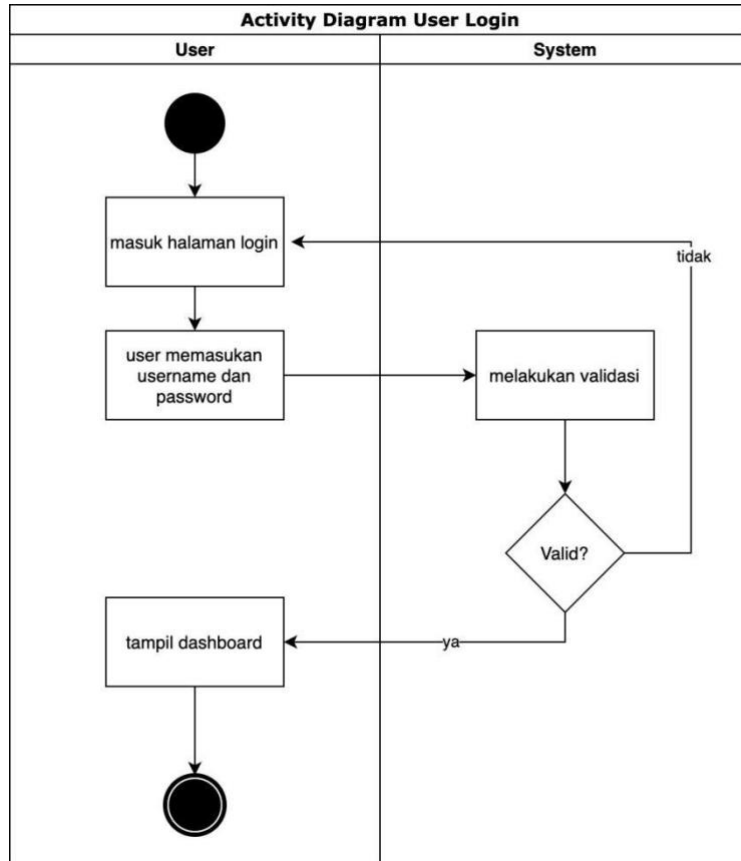 Activity Diagram User Login
User
System
masuk halaman login
tidak
user memasukan
username dan
password
melakukan validasi
Valid?
tampil dashboard
ya